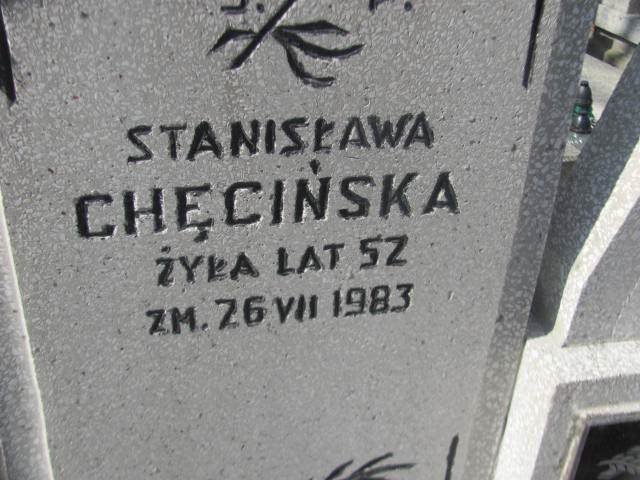 Ś. P.
STANISŁAWA
CHĘCIŃSKA
ŻYŁA LAT 52
ZM. 26 VII 1983